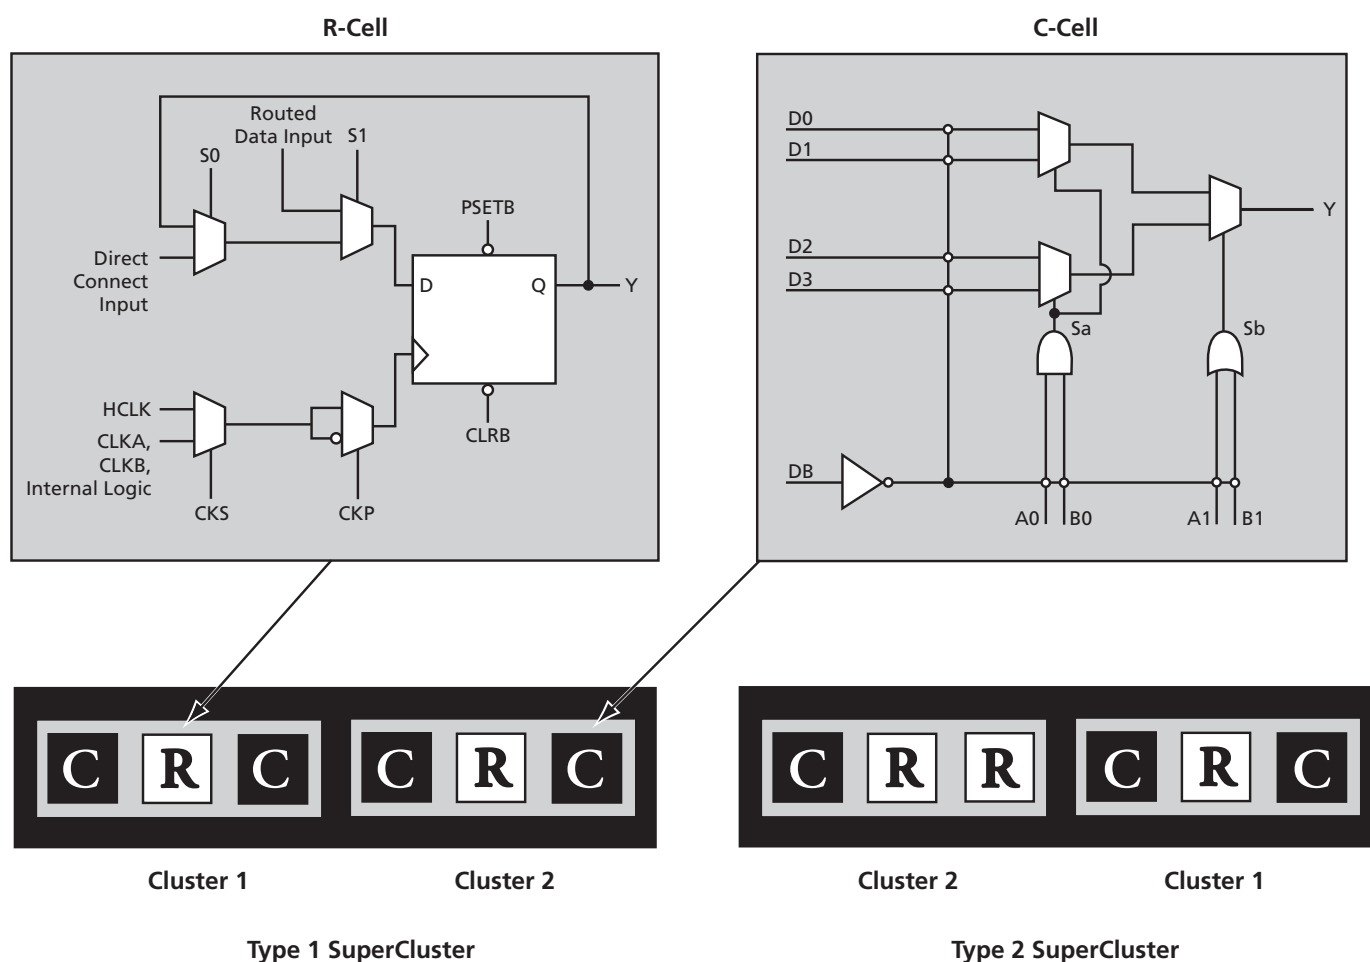 R-Cell
Routed
Data Input
S1
S0
PSETB
Direct
Connect
Input
D
Q
Y
HCLK
CLKA,
CLKB,
Internal Logic
CLRB
CKS
CKP
C-Cell
D0
D1
D2
D3
Y
Sa
Sb
DB
A0
B0
A1
B1
C R C
C R C
C R R
C R C
Cluster 1
Cluster 2
Cluster 2
Cluster 1
Type 1 SuperCluster
Type 2 SuperCluster